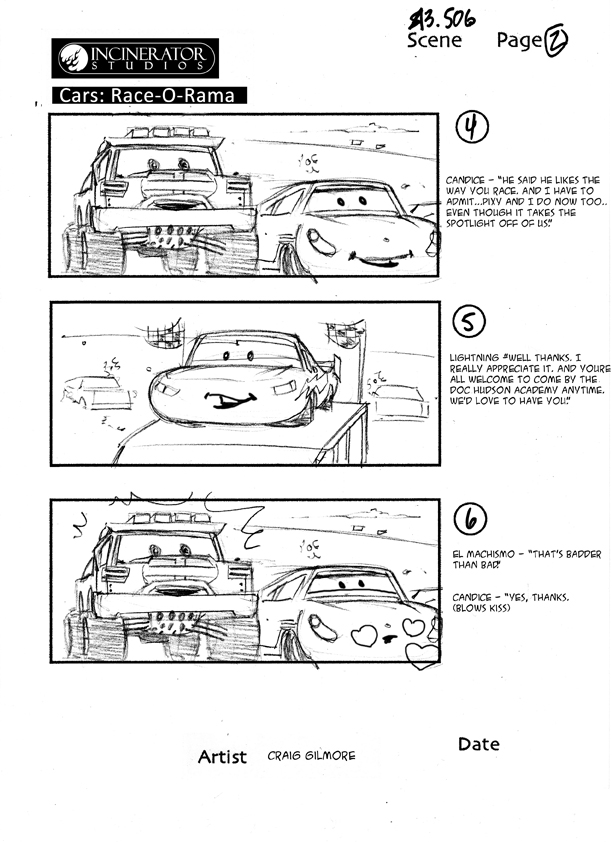 A3.506
Scene Page 2
INCINERATOR
STUDIOS
Cars: Race-O-Rama
4
CANDICE - "HE SAID HE LIKES THE
WAY YOU RACE. AND I HAVE TO
ADMIT...PIXY AND I DO NOW TOO..
EVEN THOUGH IT TAKES THE
SPOTLIGHT OFF OF US."
5
LIGHTNING "WELL THANKS. I
REALLY APPRECIATE IT. AND YOURE
ALL WELCOME TO COME BY THE
DOC HUDSON ACADEMY ANYTIME.
WE'D LOVE TO HAVE YOU."
6
EL MACHISMO - "THAT'S BADDER
THAN BAD."
CANDICE - "YES, THANKS.
(BLOWS KISS)
Artist CRAIG GILMORE
Date